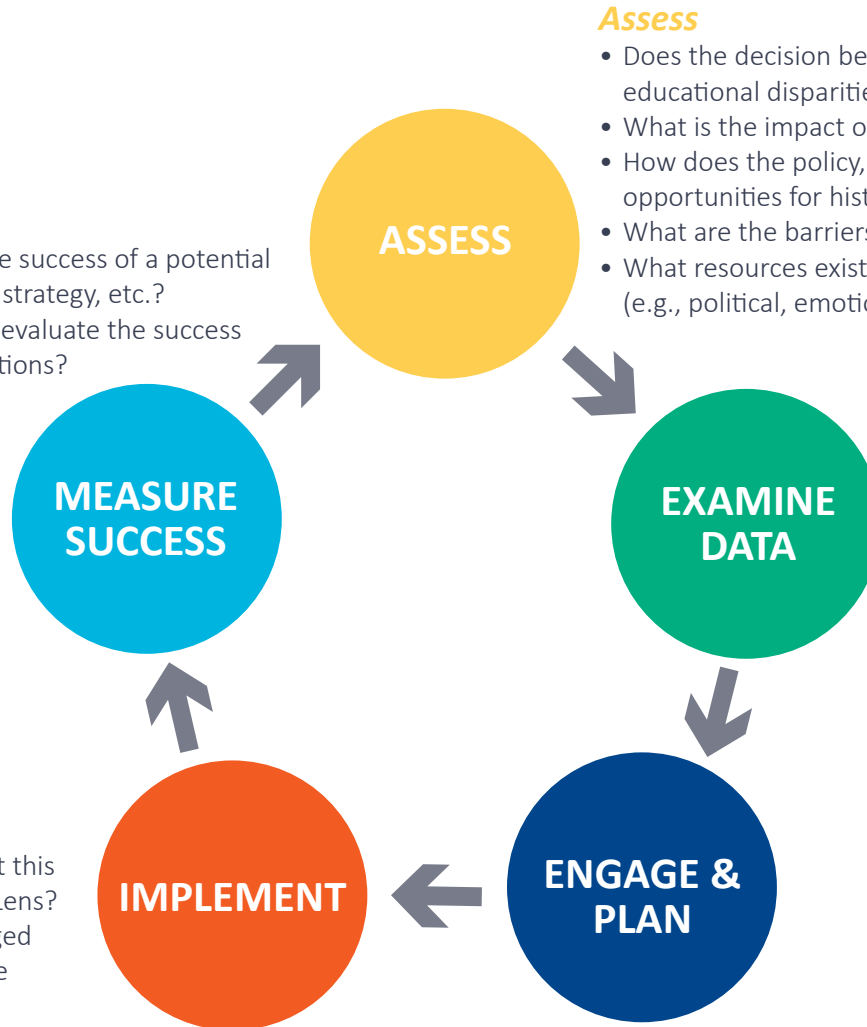 Assess
• Does the decision be
educational disparitie
• What is the impact o
• How does the policy,
opportunities for hist
• What are the barriers
• What resources exist
(e.g., political, emotic
ASSESS
e success of a potential
strategy, etc.?
evaluate the success
tions?
MEASURE
SUCCESS
EXAMINE
DATA
t this
Lens?
ged
e
IMPLEMENT
ENGAGE &
PLAN